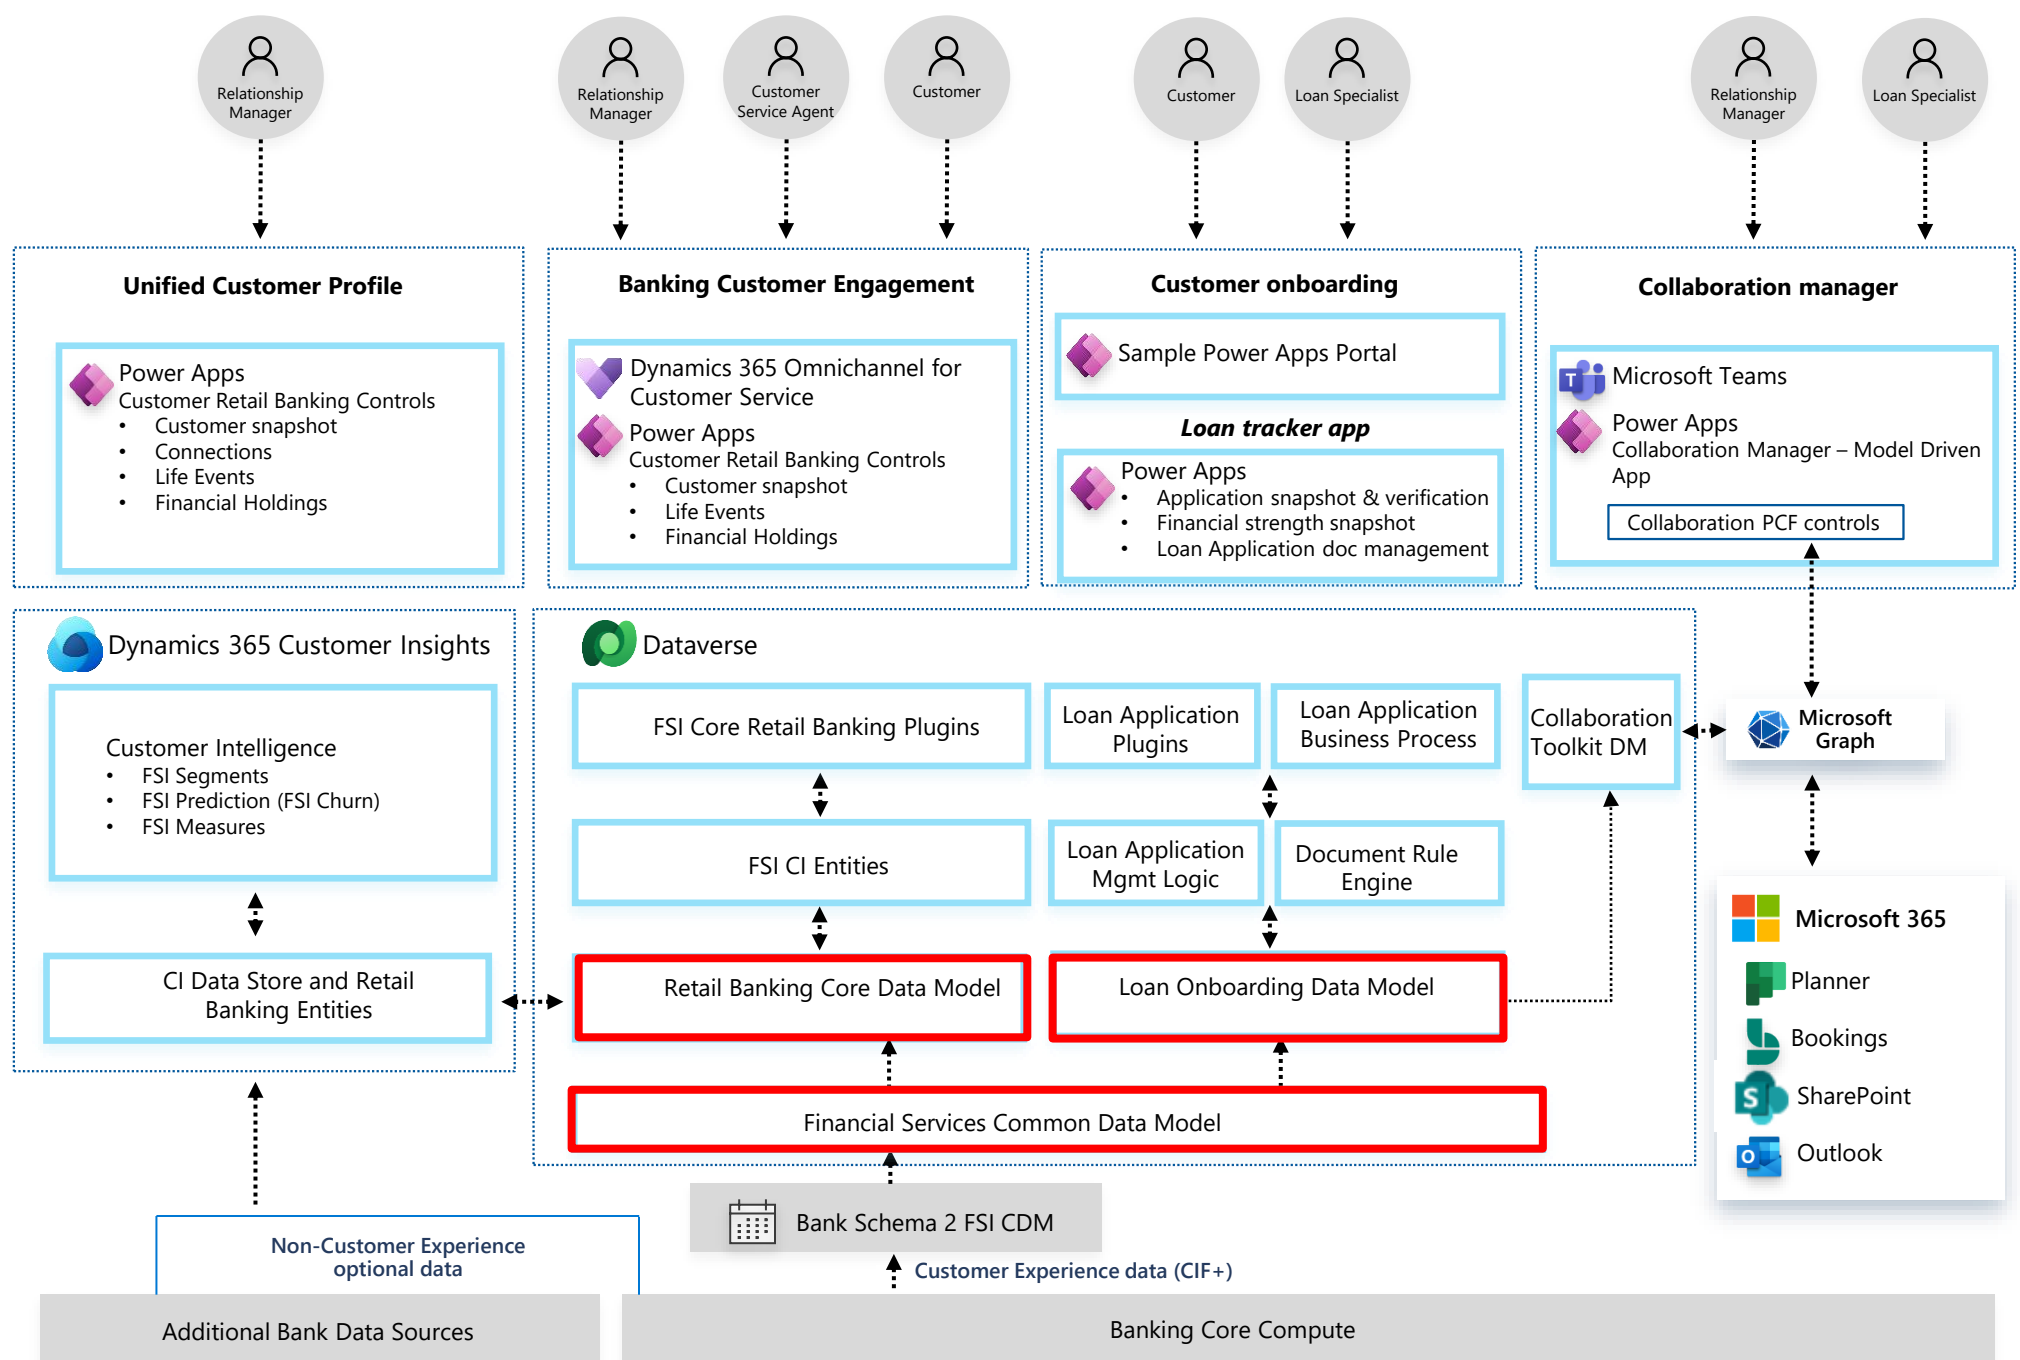 Relationship
Manager
Relationship
Manager
Customer
Service Agent
Customer
Customer
Loan Specialist
Relationship
Manager
Loan Specialist
Unified Customer Profile
Power Apps
Customer Retail Banking Controls
• Customer snapshot
• Connections
• Life Events
• Financial Holdings
Banking Customer Engagement
Dynamics 365 Omnichannel for
Customer Service
Power Apps
Customer Retail Banking Controls
• Customer snapshot
• Life Events
• Financial Holdings
Customer onboarding
Sample Power Apps Portal
Loan tracker app
Power Apps
• Application snapshot & verification
• Financial strength snapshot
• Loan Application doc management
Collaboration manager
T
Microsoft Teams
Power Apps
Collaboration Manager – Model Driven
App
Collaboration PCF controls
Dynamics 365 Customer Insights
Customer Intelligence
• FSI Segments
• FSI Prediction (FSI Churn)
• FSI Measures
CI Data Store and Retail
Banking Entities
Dataverse
FSI Core Retail Banking Plugins
Loan Application
Plugins
Loan Application
Business Process
Collaboration
Toolkit DM
FSI CI Entities
Loan Application
Mgmt Logic
Document Rule
Engine
Retail Banking Core Data Model
Loan Onboarding Data Model
Financial Services Common Data Model
Microsoft
Graph
Microsoft 365
Planner
Bookings
S
SharePoint
O
Outlook
Bank Schema 2 FSI CDM
Non-Customer Experience
optional data
Customer Experience data (CIF+)
Additional Bank Data Sources
Banking Core Compute